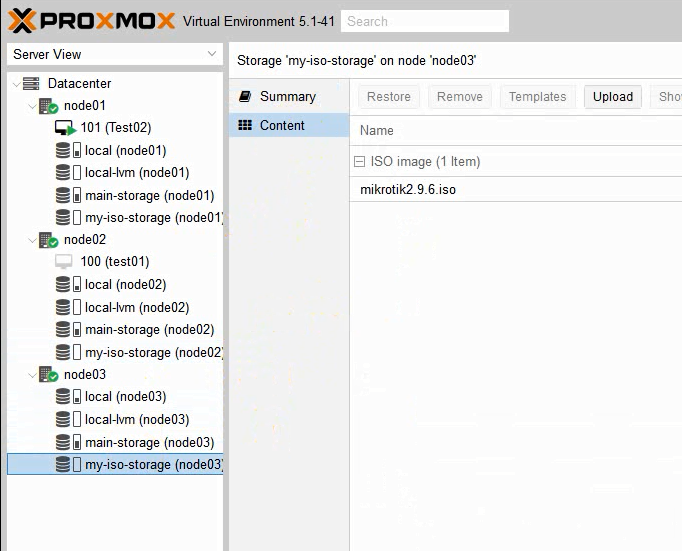 PROXMOX Virtual Environment 5.1-41 Search
Server View
Datacenter
node01
101 (Test02)
local (node01)
local-lvm (node01)
main-storage (node01)
my-iso-storage (node01)
node02
100 (test01)
local (node02)
local-lvm (node02)
main-storage (node02)
my-iso-storage (node02)
node03
local (node03)
local-lvm (node03)
main-storage (node03)
my-iso-storage (node03)
Storage 'my-iso-storage' on node 'node03'
Summary
Content
Restore Remove Templates Upload Sho
Name
ISO image (1 Item)
mikrotik2.9.6.iso